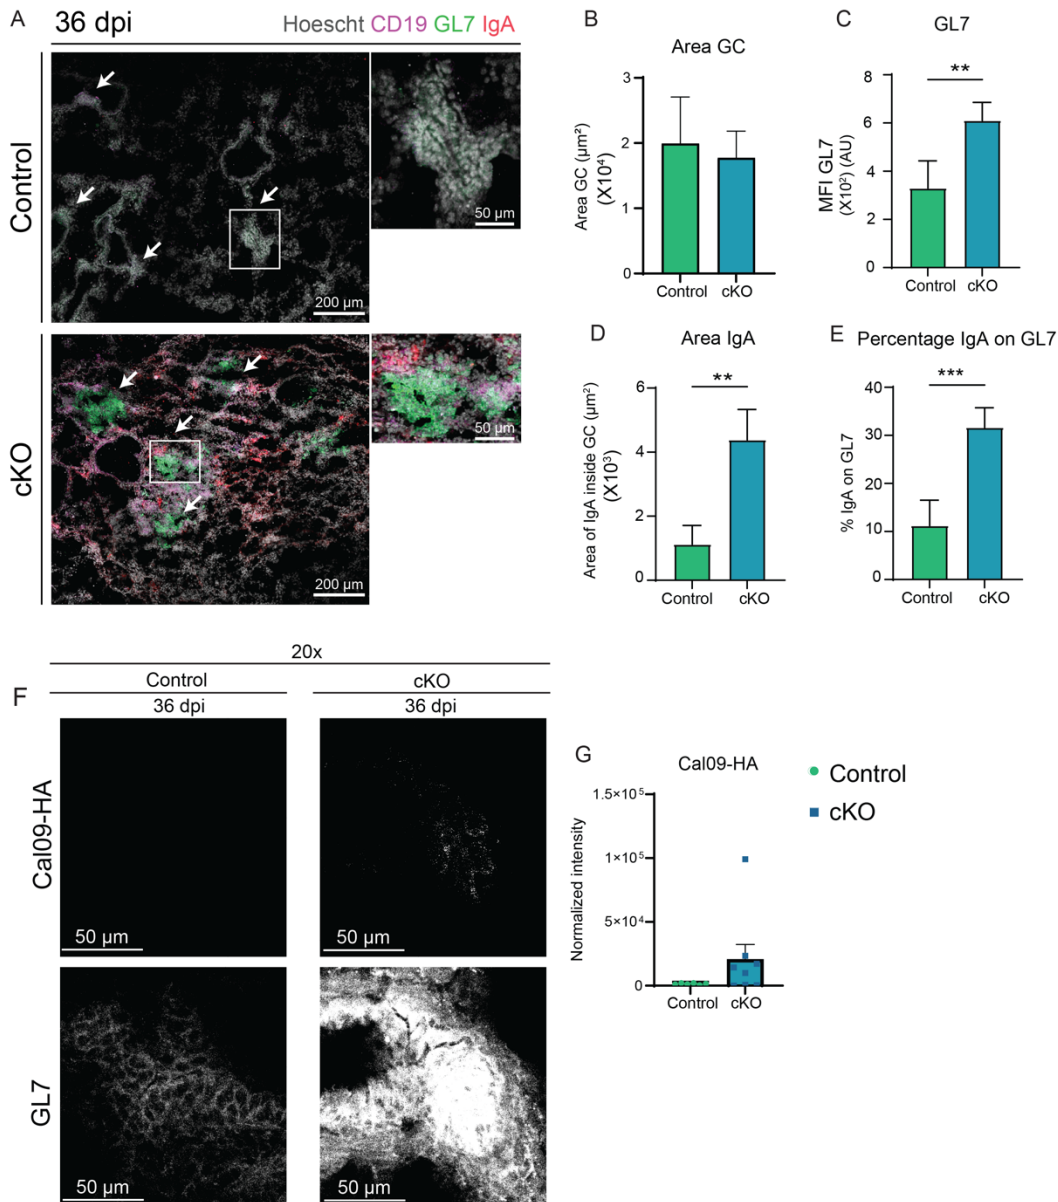 A
36 dpi
Hoescht CD19 GL7 IgA
Control
200 µm
50 µm
cKO
200 µm
50 µm
B
Area GC
Area GC (µm²)
(X10⁴)
3
2
1
0
Control
cKO
C
GL7
**
MFI GL7
(X10²) (AU)
8
6
4
2
0
Control
cKO
D
Area IgA
**
Area of IgA inside GC (µm²)
(X10³)
6
4
2
0
Control
cKO
E
Percentage IgA on GL7
***
% IgA on GL7
40
30
20
10
0
Control
cKO
F
20x
Control
cKO
36 dpi
36 dpi
Cal09-HA
50 µm
50 µm
GL7
50 µm
50 µm
G
Cal09-HA
Normalized intensity
1.5×10⁵
1×10⁵
5×10⁴
0
Control
cKO
Control
cKO